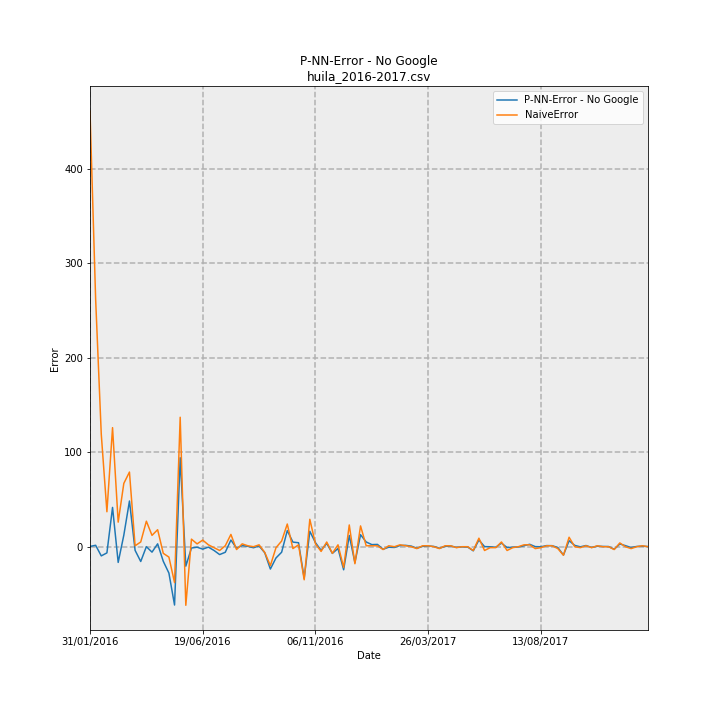 P-NN-Error - No Google
huila_2016-2017.csv
P-NN-Error - No Google
NaiveError
400
300
200
100
0
Error
31/01/2016
19/06/2016
06/11/2016
26/03/2017
13/08/2017
Date